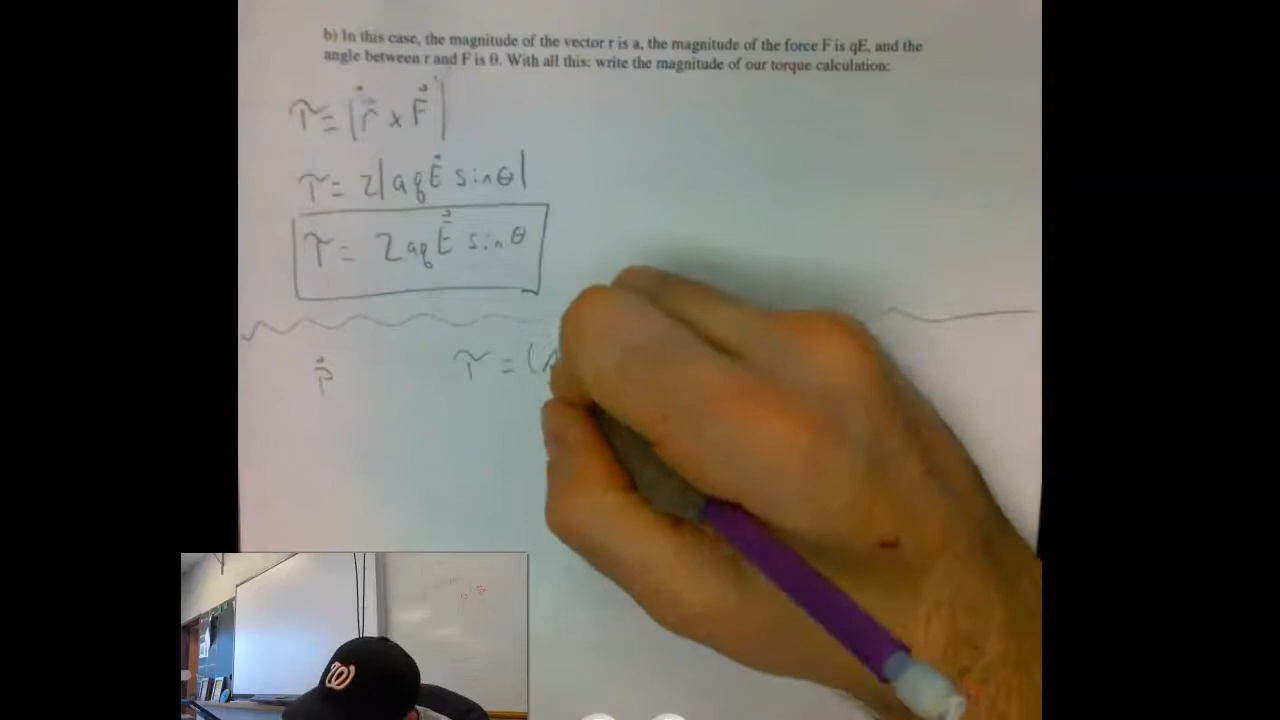 b) In this case, the magnitude of the vector r is a, the magnitude of the force F is qE, and the
angle between r and F is θ. With all this: write the magnitude of our torque calculation:
τ = |r⃗ × F⃗|
τ = 2|aqE⃗ sinθ|
τ = 2aqE⃗ sinθ
p⃗ τ = (
W